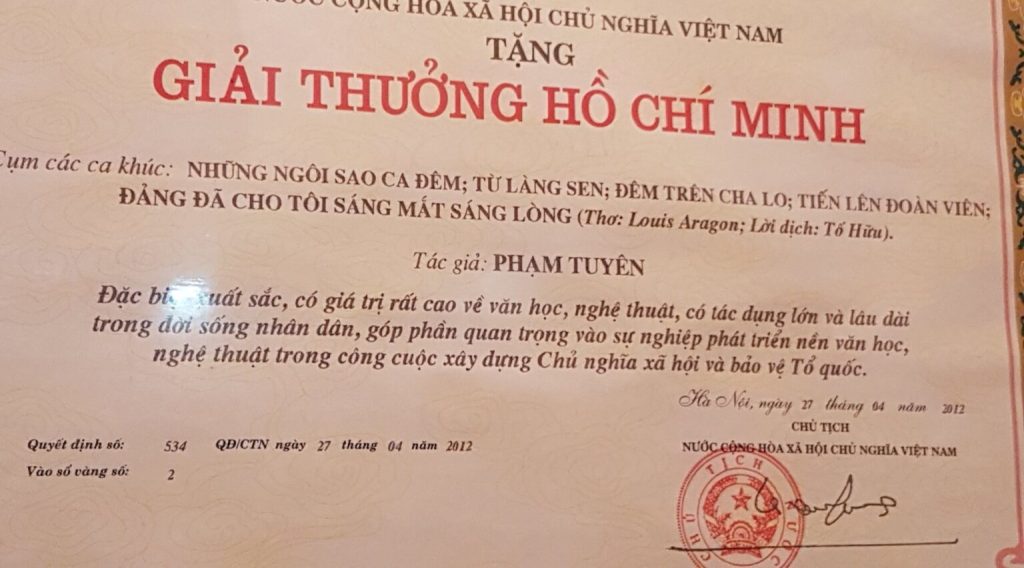 NƯỚC CỘNG HÒA XÃ HỘI CHỦ NGHĨA VIỆT NAM
TẶNG
GIẢI THƯỞNG HỒ CHÍ MINH
Cụm các ca khúc: NHỮNG NGÔI SAO CA ĐÊM; TỪ LÀNG SEN; ĐÊM TRÊN CHA LO; TIẾN LÊN ĐOÀN VIÊN;
ĐẢNG ĐÃ CHO TÔI SÁNG MẮT SÁNG LÒNG (Thơ: Louis Aragon; Lời dịch: Tố Hữu).
Tác giả: PHẠM TUYÊN
Đặc biệt xuất sắc, có giá trị rất cao về văn học, nghệ thuật, có tác dụng lớn và lâu dài
trong đời sống nhân dân, góp phần quan trọng vào sự nghiệp phát triển nền văn học,
nghệ thuật trong công cuộc xây dựng Chủ nghĩa xã hội và bảo vệ Tổ quốc.
Hà Nội, ngày 27 tháng 04 năm 2012
CHỦ TỊCH
NƯỚC CỘNG HÒA XÃ HỘI CHỦ NGHĨA VIỆT NAM
Quyết định số: 534 QĐ/CTN ngày 27 tháng 04 năm 2012
Vào sổ vàng số: 2
CHỦ TỊCH NƯỚC